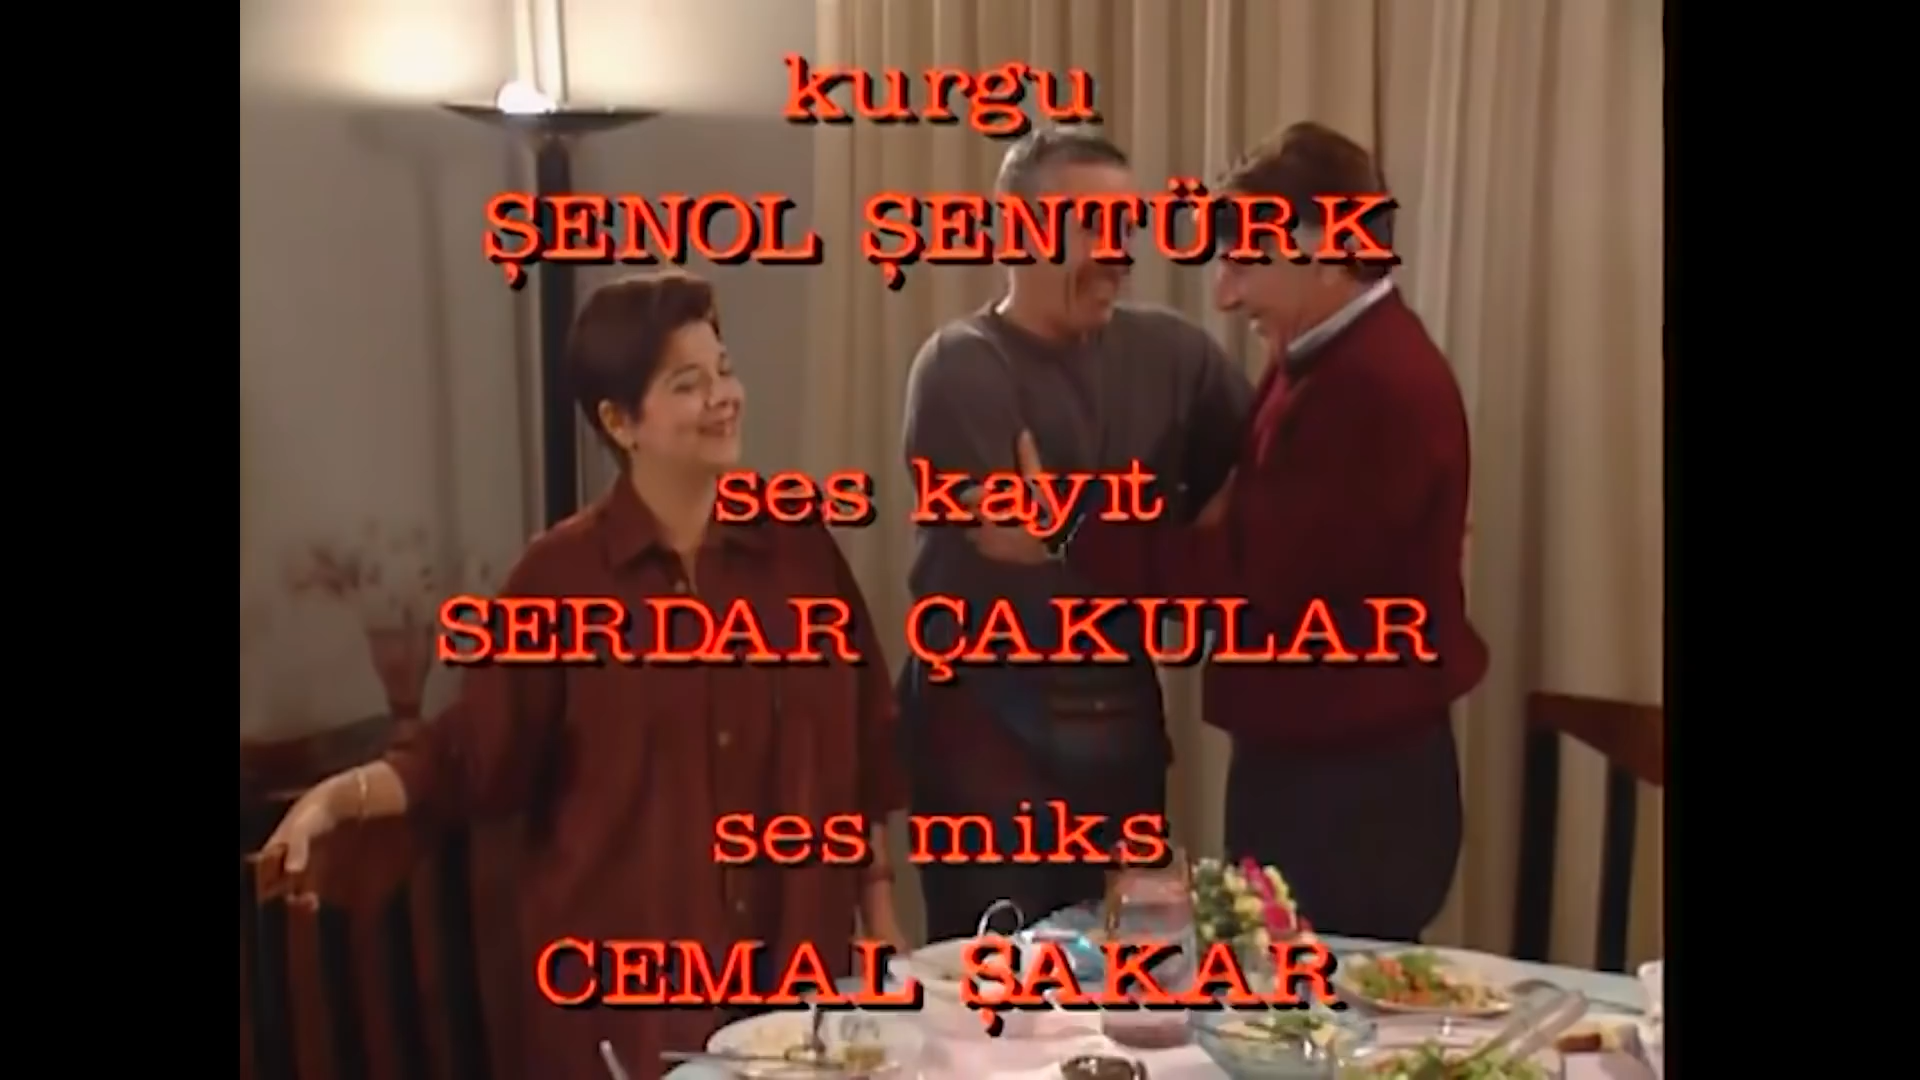 kurgu
ŞENOL ŞENTÜRK
ses kayıt
SERDAR ÇAKULAR
ses miks
CEMAL ŞAKAR